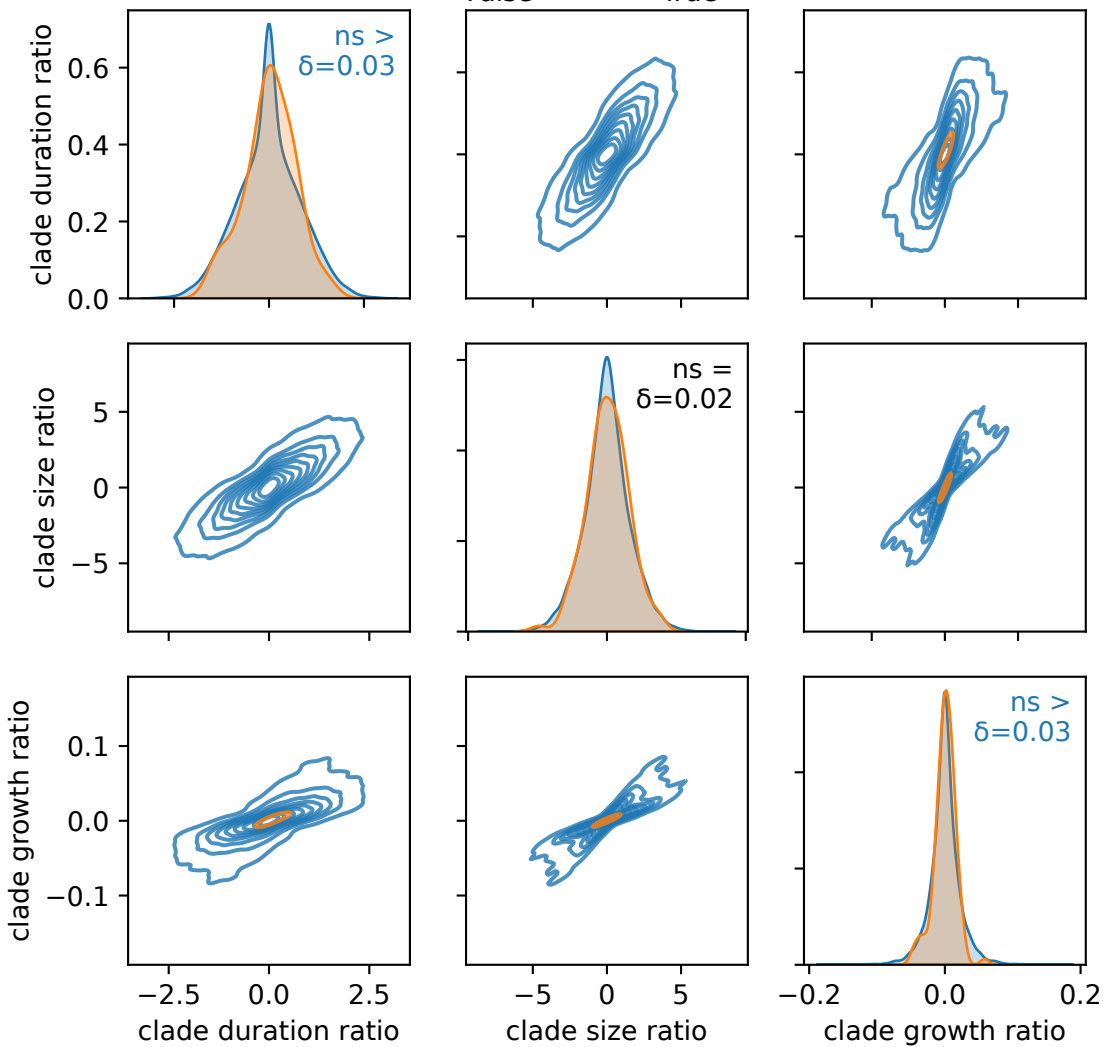 ns >
δ=0.03
clade duration ratio
0.6
0.4
0.2
0.0
ns =
δ=0.02
clade size ratio
5
0
−5
ns >
δ=0.03
clade growth ratio
0.1
0.0
−0.1
−2.5 0.0 2.5
−5 0 5
−0.2 0.0 0.2
clade duration ratio
clade size ratio
clade growth ratio